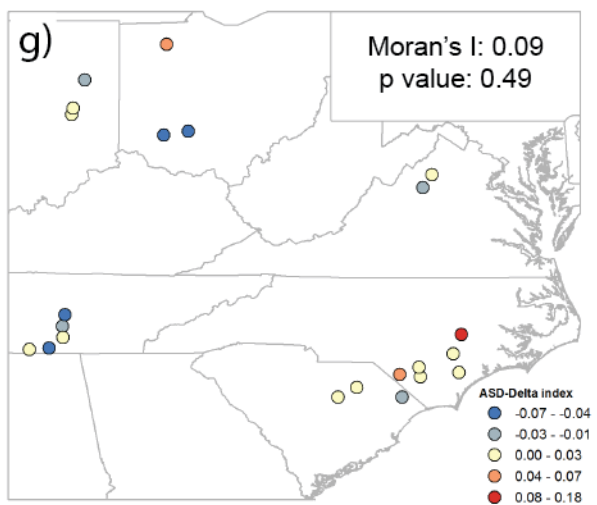 g)
Moran's I: 0.09
p value: 0.49
ASD-Delta index
-0.07 - -0.04
-0.03 - -0.01
0.00 - 0.03
0.04 - 0.07
0.08 - 0.18